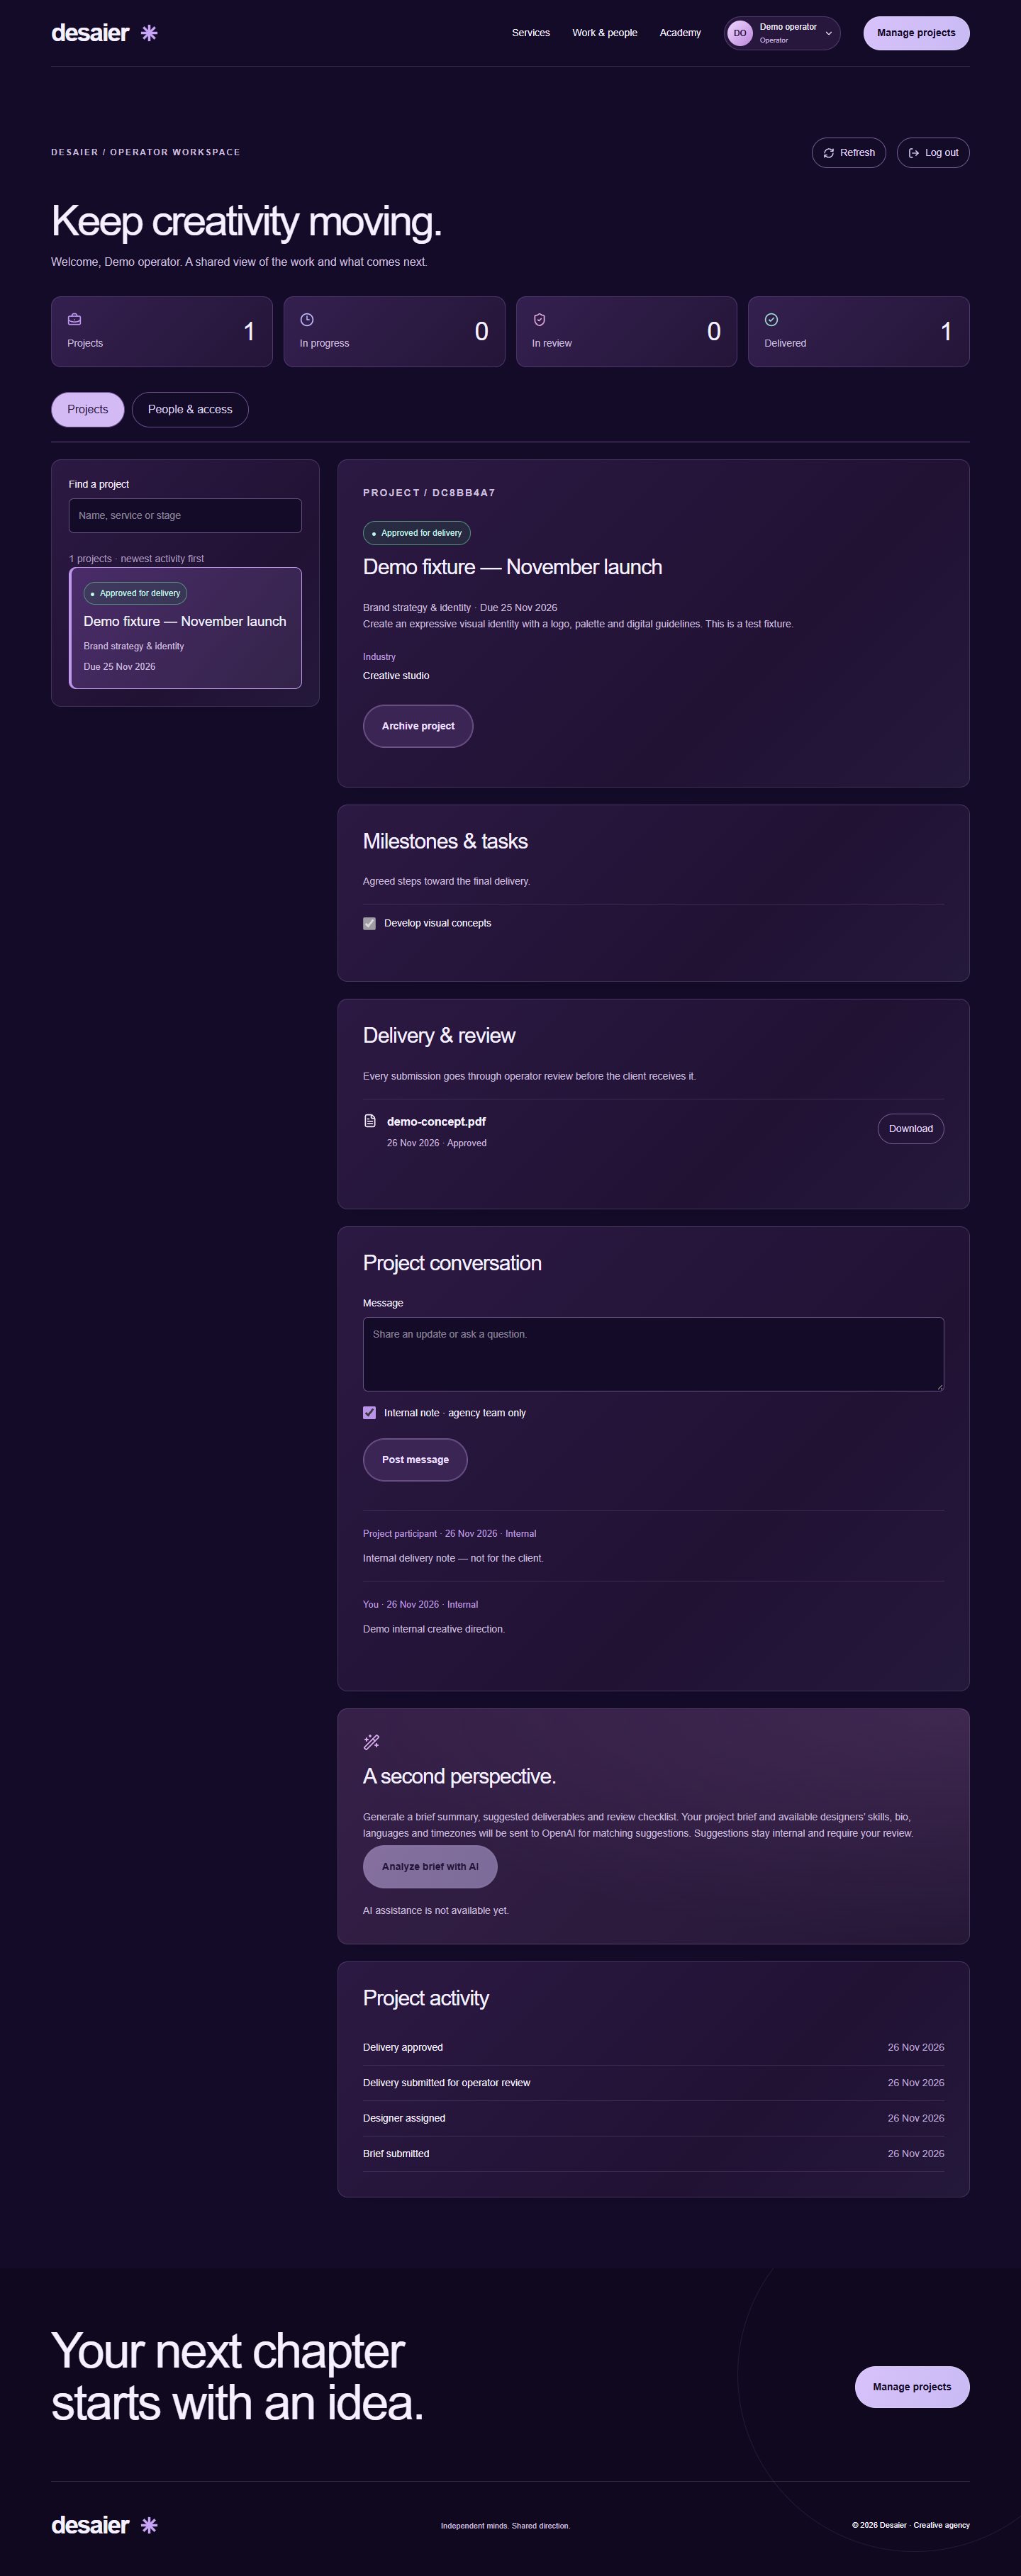 desaier
Services
Work & people
Academy
DO
Demo operator
Operator
Manage projects
DESAIER / OPERATOR WORKSPACE
Refresh
Log out
Keep creativity moving.
Welcome, Demo operator. A shared view of the work and what comes next.
Projects
1
In progress
0
In review
0
Delivered
1
Projects
People & access
Find a project
Name, service or stage
1 projects · newest activity first
Approved for delivery
Demo fixture — November launch
Brand strategy & identity
Due 25 Nov 2026
PROJECT / DC8BB4A7
Approved for delivery
Demo fixture — November launch
Brand strategy & identity · Due 25 Nov 2026
Create an expressive visual identity with a logo, palette and digital guidelines. This is a test fixture.
Industry
Creative studio
Archive project
Milestones & tasks
Agreed steps toward the final delivery.
Develop visual concepts
Delivery & review
Every submission goes through operator review before the client receives it.
demo-concept.pdf
26 Nov 2026 · Approved
Download
Project conversation
Message
Share an update or ask a question.
Internal note · agency team only
Post message
Project participant · 26 Nov 2026 · Internal
Internal delivery note — not for the client.
You · 26 Nov 2026 · Internal
Demo internal creative direction.
A second perspective.
Generate a brief summary, suggested deliverables and review checklist. Your project brief and available designers' skills, bio,
languages and timezones will be sent to OpenAI for matching suggestions. Suggestions stay internal and require your review.
Analyze brief with AI
AI assistance is not available yet.
Project activity
Delivery approved
26 Nov 2026
Delivery submitted for operator review
26 Nov 2026
Designer assigned
26 Nov 2026
Brief submitted
26 Nov 2026
Your next chapter
starts with an idea.
Manage projects
desaier
Independent minds. Shared direction.
© 2026 Desaier · Creative agency